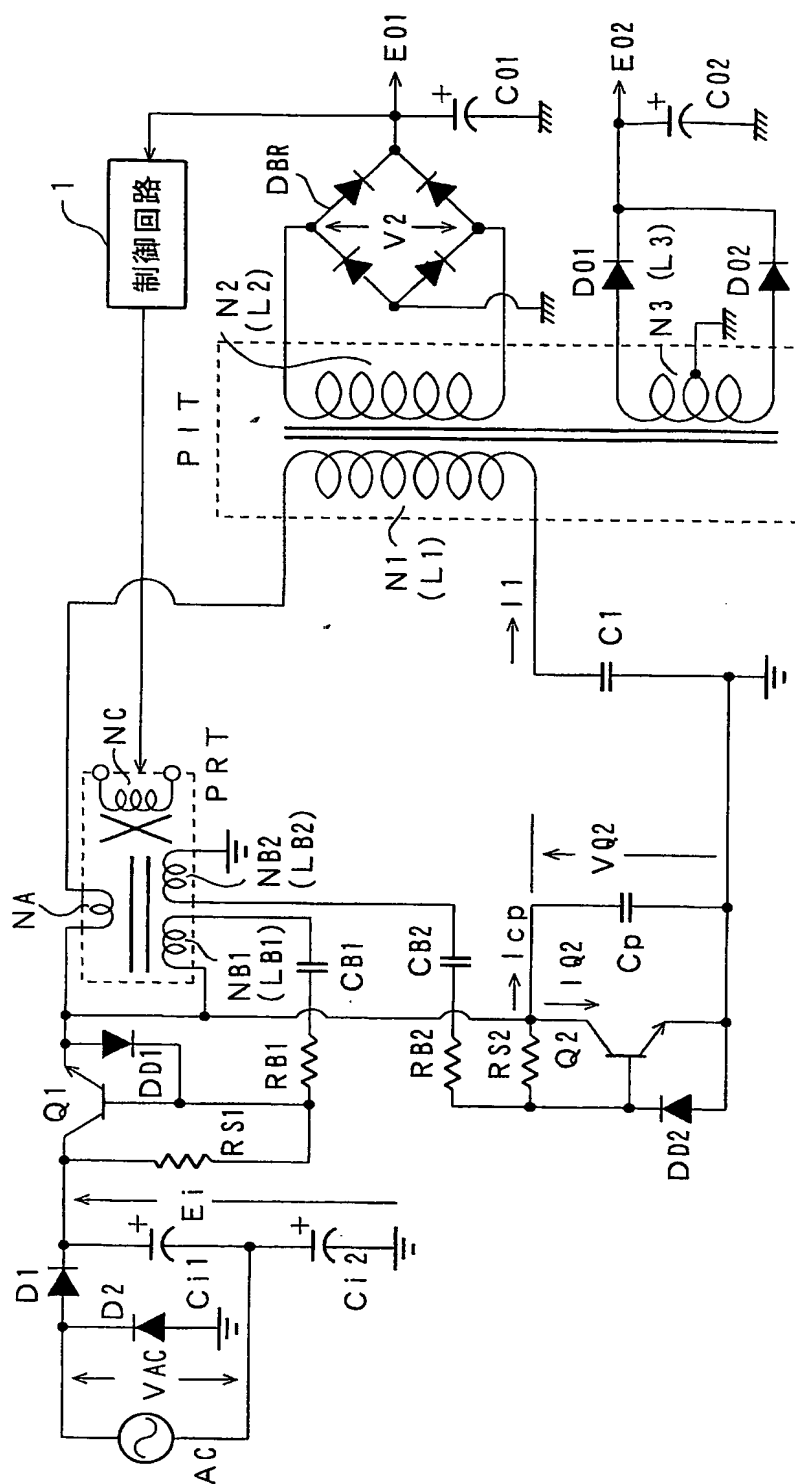 AC
VAC
D1
D2
Ci1
+
Ci2
+
Ei
Q1
RS1
DD1
RB1
CB1
NA
NB1
(LB1)
NB2
(LB2)
NC
PRT
1
制御回路
RB2
CB2
RS2
Icp
IQ2
Q2
DD2
Cp
VQ2
I1
C1
N1
(L1)
PIT
N2
(L2)
V2
DBR
E01
+
C01
N3 (L3)
D01
D02
E02
+
C02